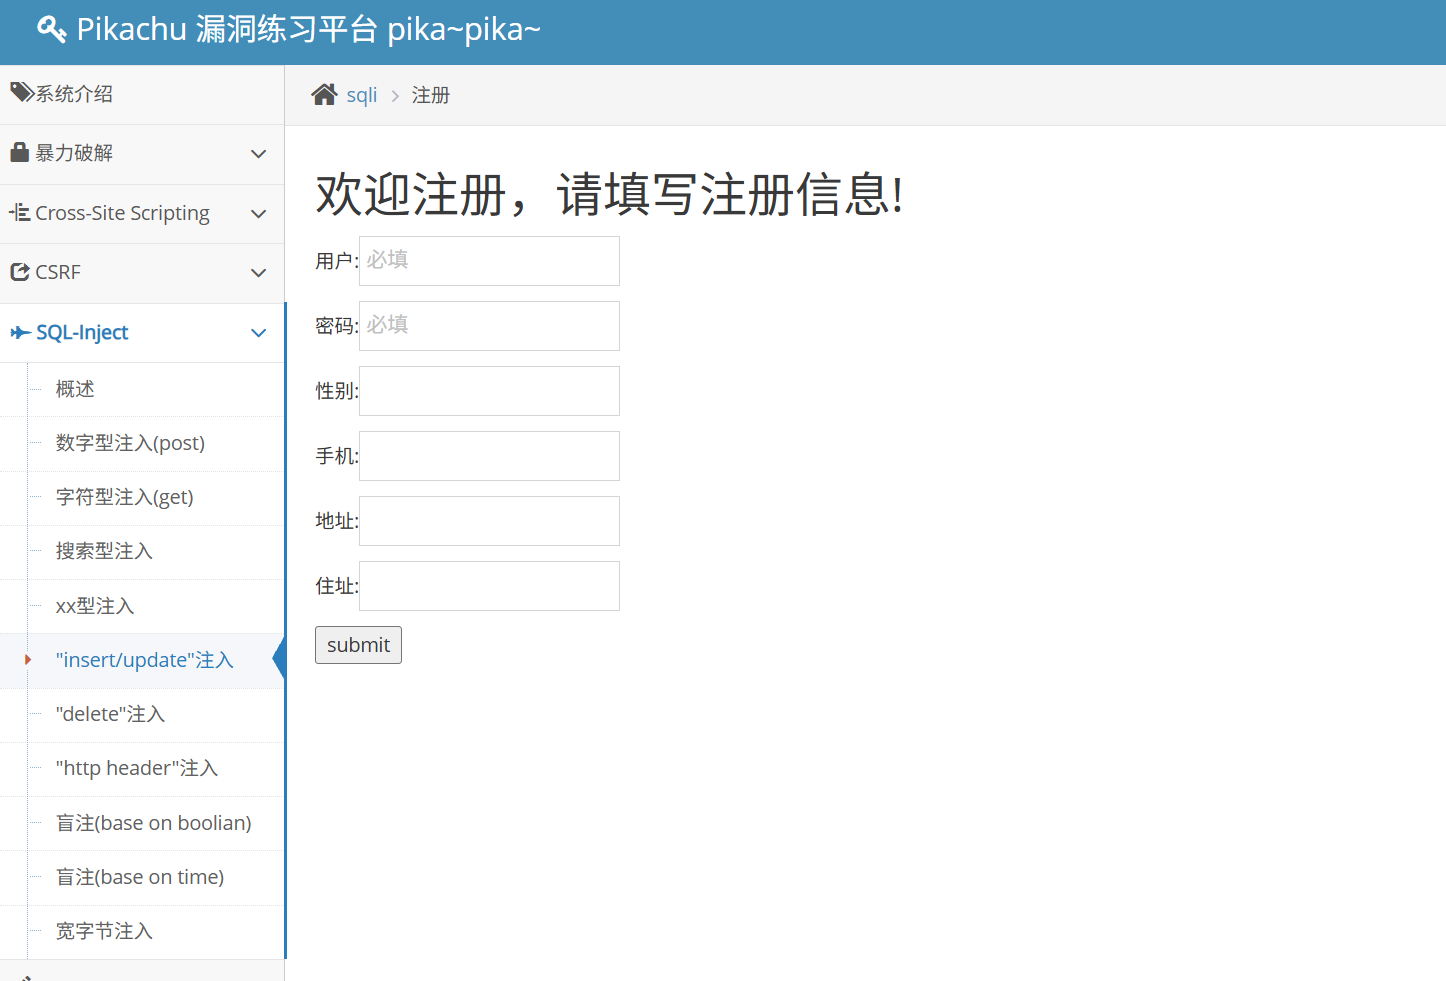 Pikachu 漏洞练习平台 pika~pika~
系统介绍
暴力破解
Cross-Site Scripting
CSRF
SQL-Inject
概述
数字型注入(post)
字符型注入(get)
搜索型注入
xx型注入
"insert/update"注入
"delete"注入
"http header"注入
盲注(base on boolian)
盲注(base on time)
宽字节注入
sqli > 注册
欢迎注册，请填写注册信息!
用户: 必填
密码: 必填
性别:
手机:
地址:
住址:
submit